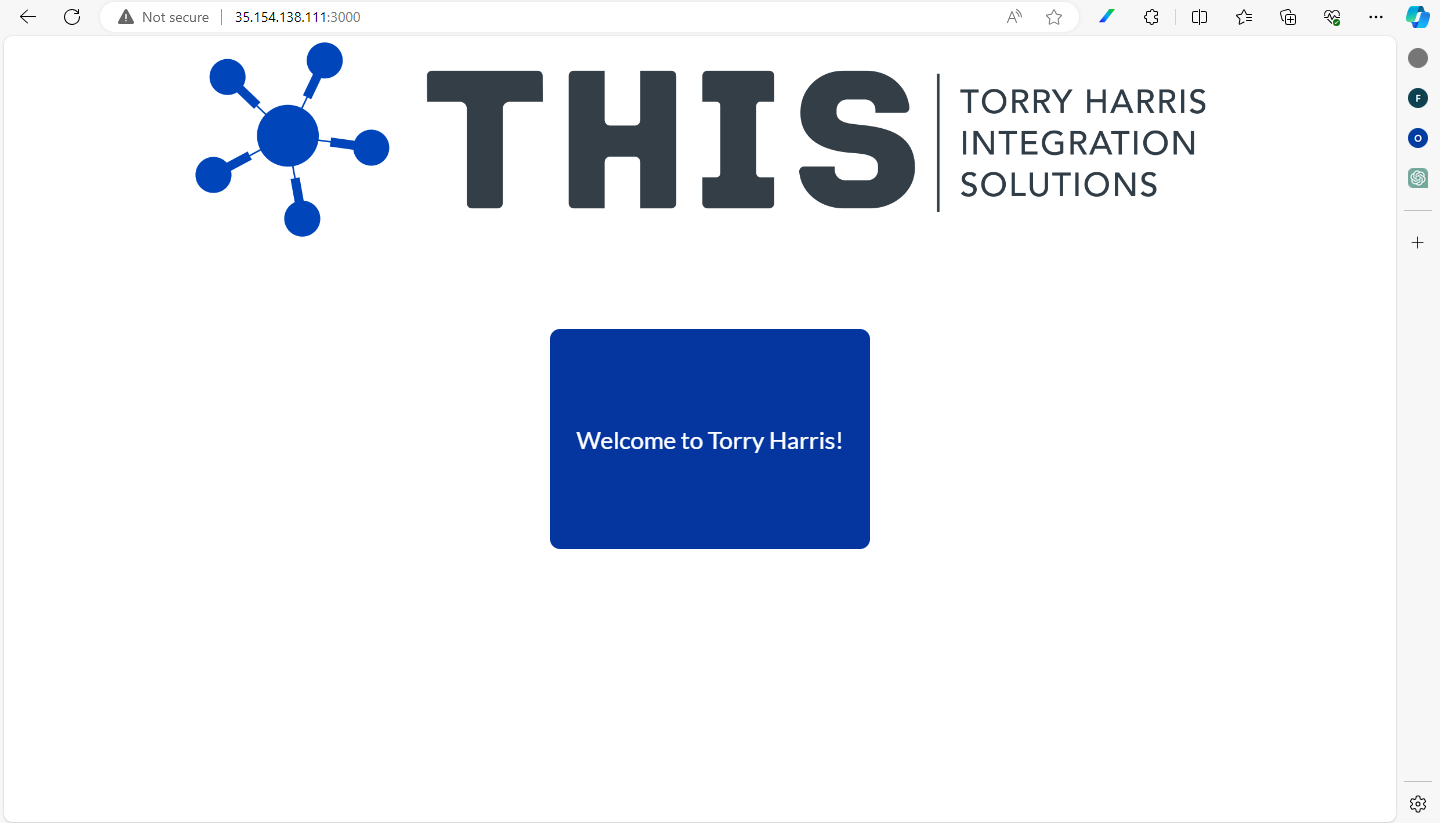 Not secure
35.154.138.111:3000
THIS
TORRY HARRIS
INTEGRATION
SOLUTIONS
Welcome to Torry Harris!
F
O